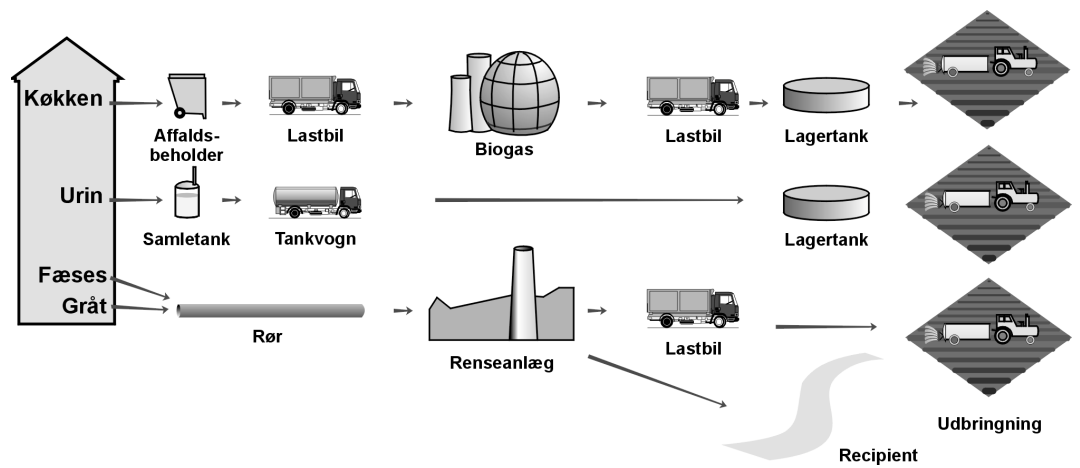 Køkken
Affalds-
beholder
Lastbil
Biogas
Lastbil
Lagertank
Urin
Samletank
Tankvogn
Lagertank
Fæses
Gråt
Rør
Renseanlæg
Lastbil
Udbringning
Recipient